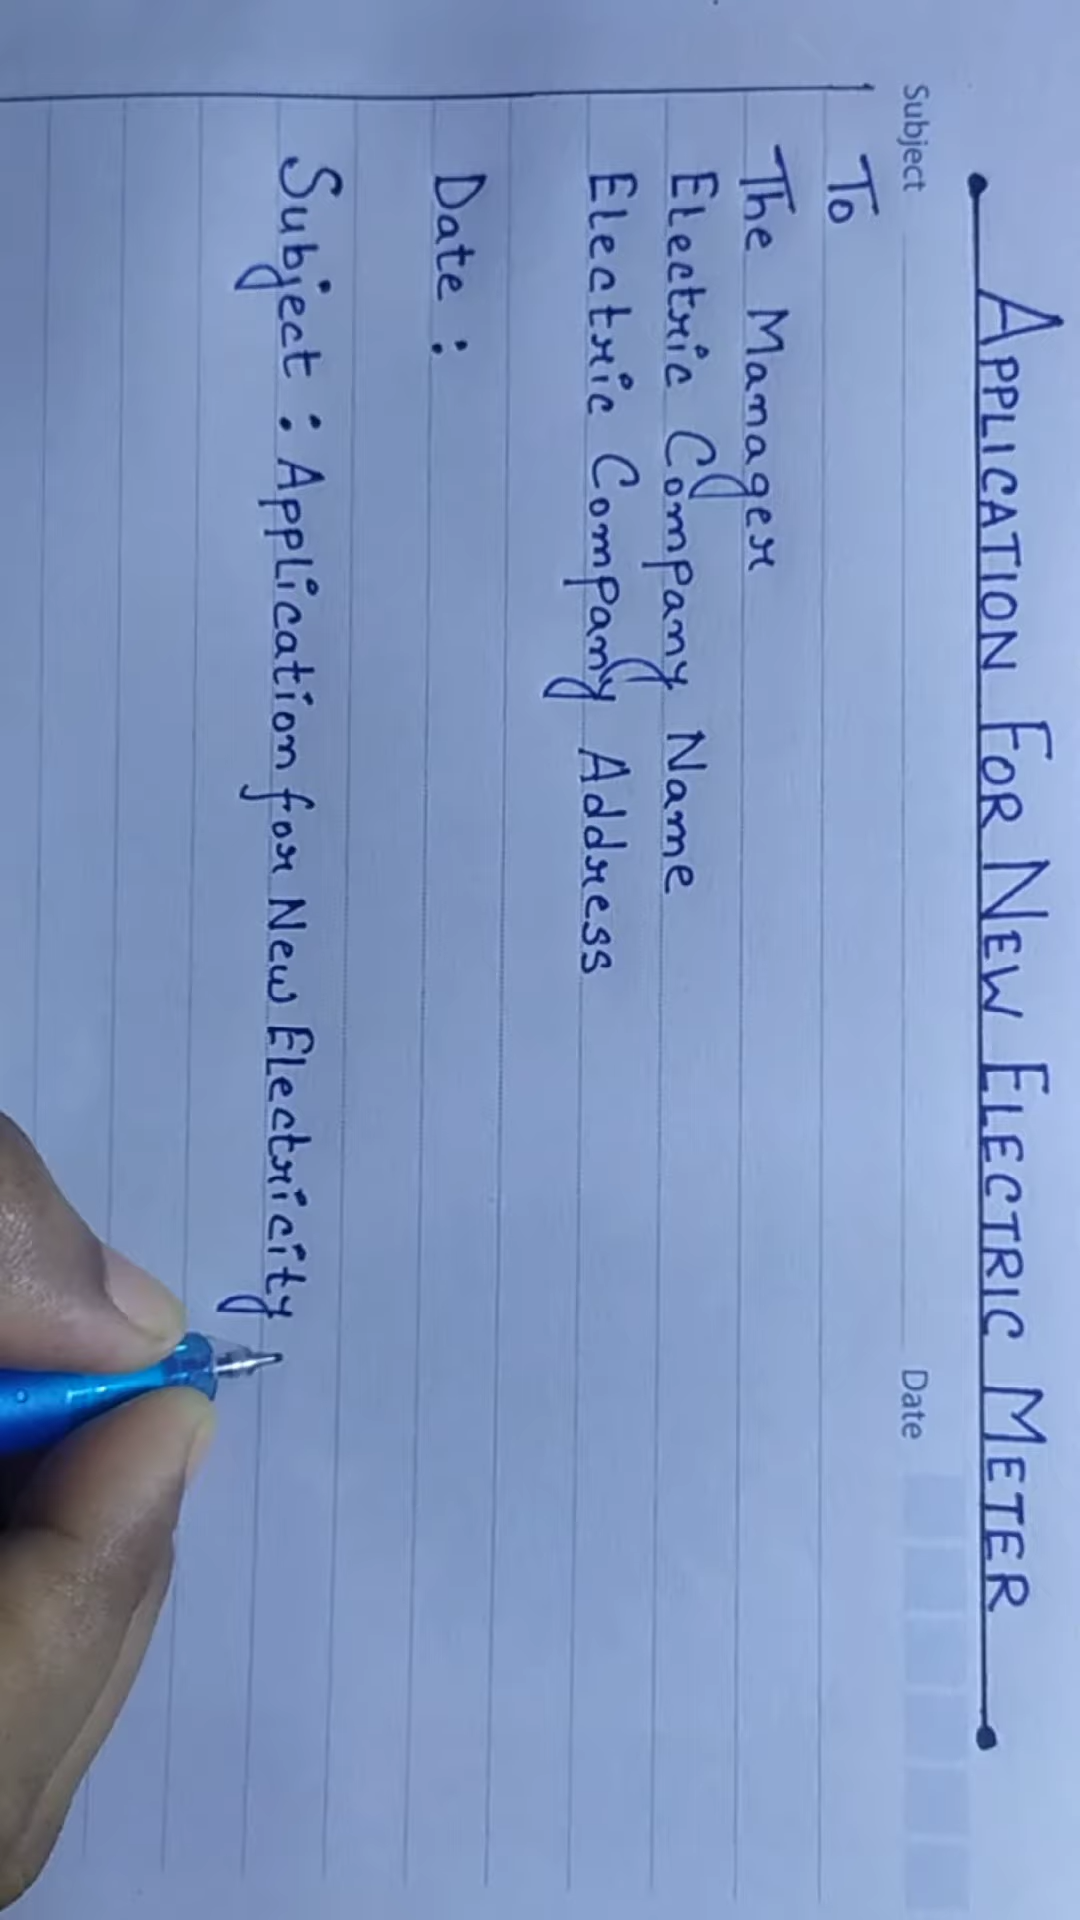 APPLICATION FOR NEW ELECTRIC METER
Subject Date
To
The Manager
Electric Company Name
Electric Company Address
Date :
Subject : Application for New Electricity